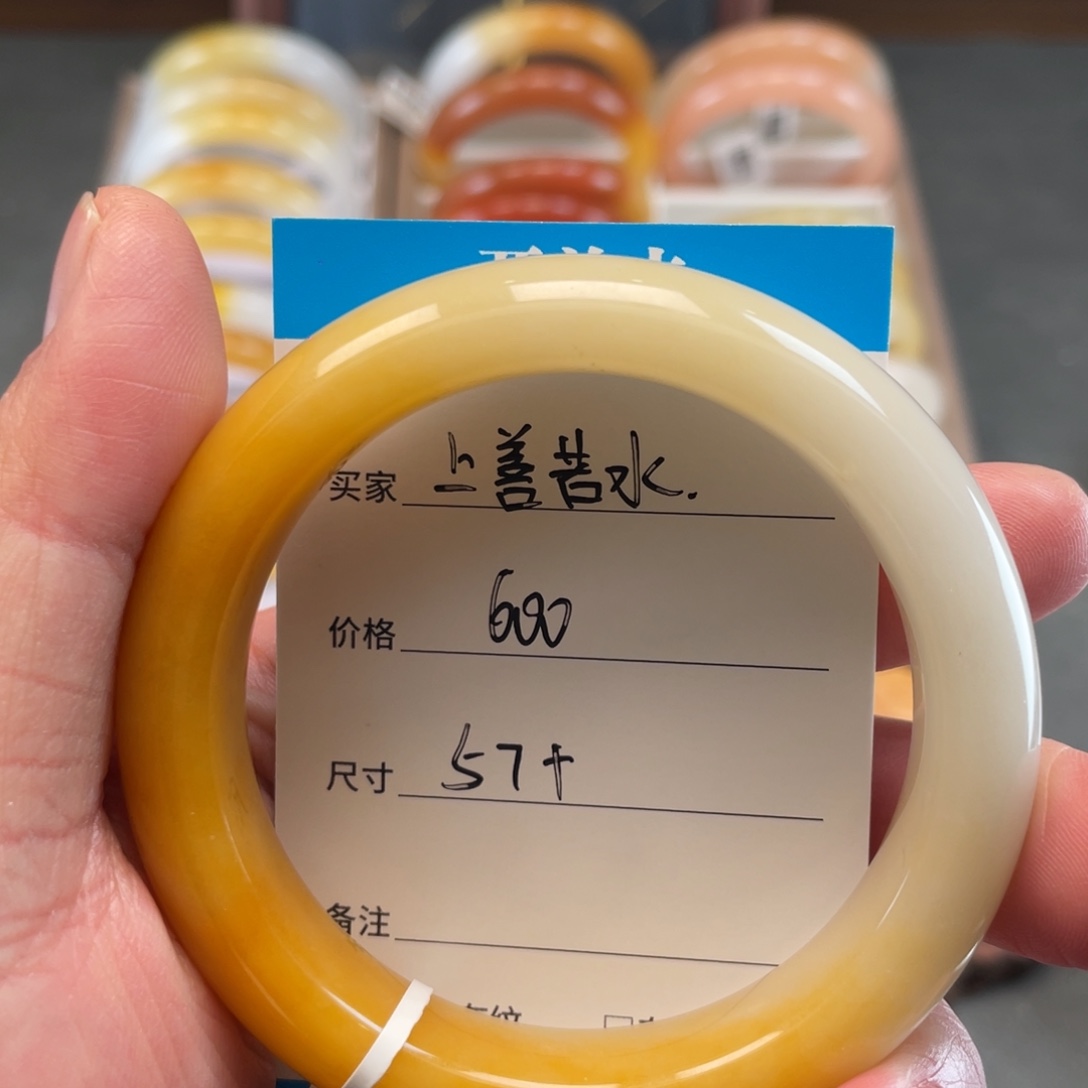 买家 上善若水.
价格 600
尺寸 57+
备注